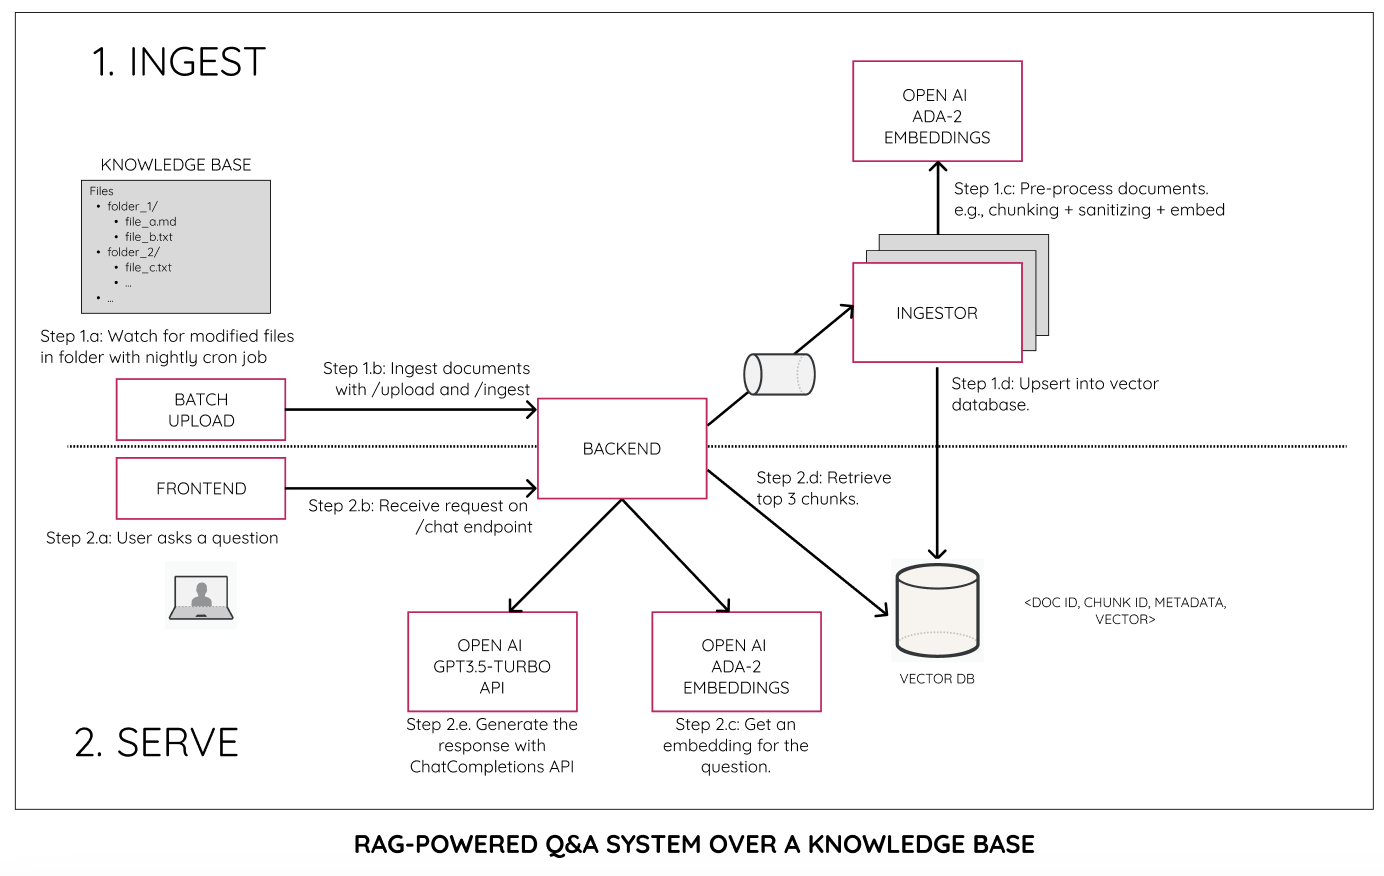 1. INGEST
KNOWLEDGE BASE
Files
• folder_1/
• file_a.md
• file_b.txt
• folder_2/
• file_c.txt
• ...
• ...
Step 1.a: Watch for modified files
in folder with nightly cron job
BATCH
UPLOAD
Step 1.b: Ingest documents
with /upload and /ingest
BACKEND
OPEN AI
ADA-2
EMBEDDINGS
Step 1.c: Pre-process documents.
e.g., chunking + sanitizing + embed
INGESTOR
Step 1.d: Upsert into vector
database.
FRONTEND
Step 2.a: User asks a question
Step 2.b: Receive request on
/chat endpoint
Step 2.d: Retrieve
top 3 chunks.
OPEN AI
GPT3.5-TURBO
API
Step 2.e. Generate the
response with
ChatCompletions API
OPEN AI
ADA-2
EMBEDDINGS
Step 2.c: Get an
embedding for the
question.
VECTOR DB
<DOC ID, CHUNK ID, METADATA,
VECTOR>
2. SERVE
RAG-POWERED Q&A SYSTEM OVER A KNOWLEDGE BASE